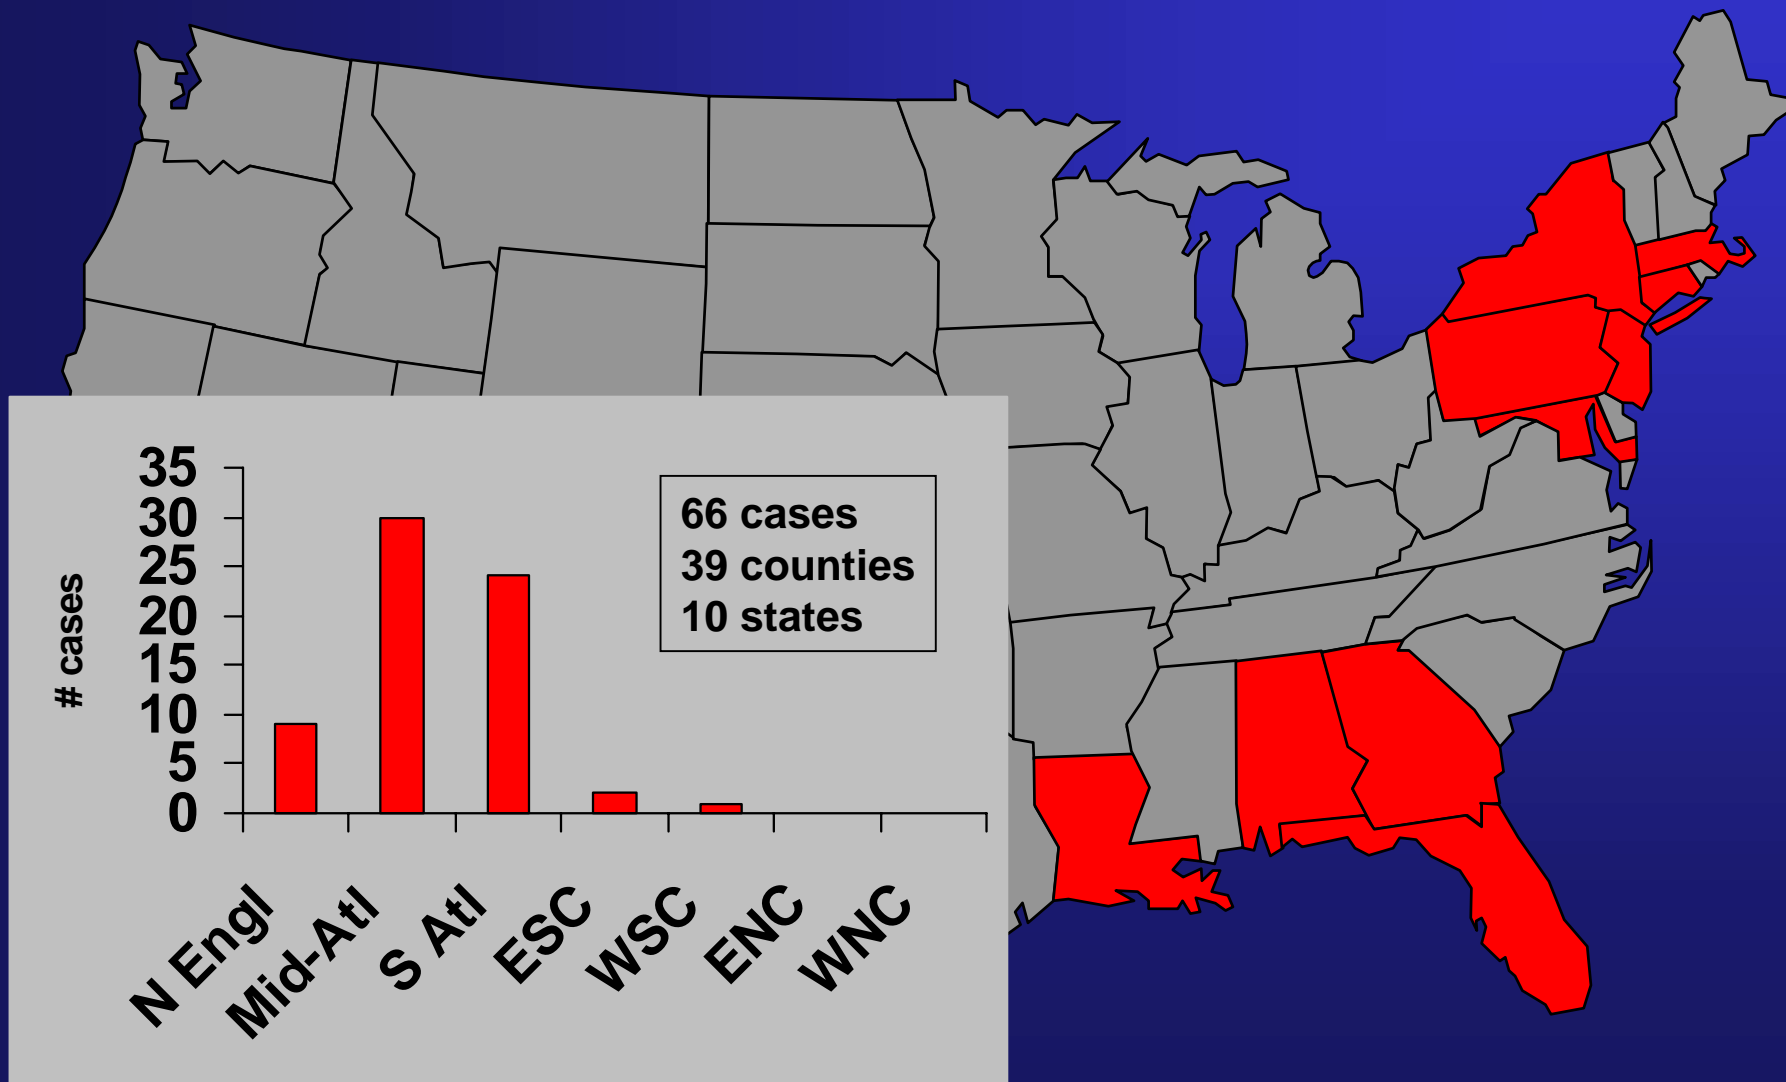 35
30
25
20
15
10
5
0
# cases
66 cases
39 counties
10 states
N Engl
Mid-Atl
S Atl
ESC
WSC
ENC
WNC